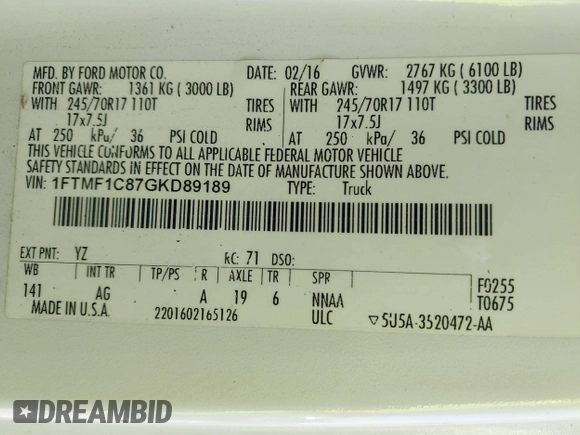 MFD. BY FORD MOTOR CO. DATE: 02/16 GVWR: 2767 KG ( 6100 LB)
FRONT GAWR: 1361 KG ( 3000 LB) REAR GAWR: 1497 KG ( 3300 LB)
WITH 245/70R17 110T TIRES WITH 245/70R17 110T TIRES
17x7.5J RIMS 17x7.5J RIMS
AT 250 kPa/ 36 PSI COLD AT 250 kPa/ 36 PSI COLD
THIS VEHICLE CONFORMS TO ALL APPLICABLE FEDERAL MOTOR VEHICLE
SAFETY STANDARDS IN EFFECT ON THE DATE OF MANUFACTURE SHOWN ABOVE.
VIN: 1FTMF1C87GKD89189 TYPE: Truck
EXT PNT: YZ RC: 71 DSO:
WB INT TR TP/PS R AXLE TR SPR F0255
141 AG A 19 6 NNAA T0675
MADE IN U.S.A. 2201602165126 ULC ▽5U5A-3520472-AA
DREAMBID